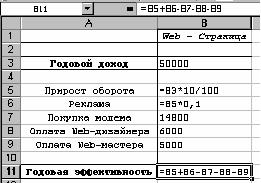 B11 = =B5+B6-B7-B8-B9
A B
1 Web - Страница
2
3 Годовой доход 50000
4
5 Прирост оборота =B3*10/100
6 Реклама =B5*0,1
7 Покупка модема 14800
8 Оплата Web-дизайнера 6000
9 Оплата Web-мастера 5000
10
11 Годовая эффективность =B5+B6-B7-B8-B9